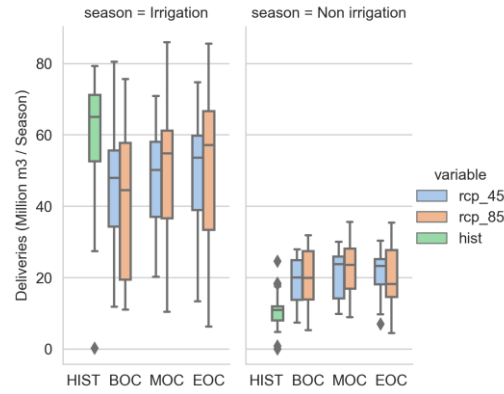 season = Irrigation
season = Non irrigation
Deliveries (Million m3 / Season)
80
60
40
20
0
HIST BOC MOC EOC
HIST BOC MOC EOC
variable
rcp_45
rcp_85
hist